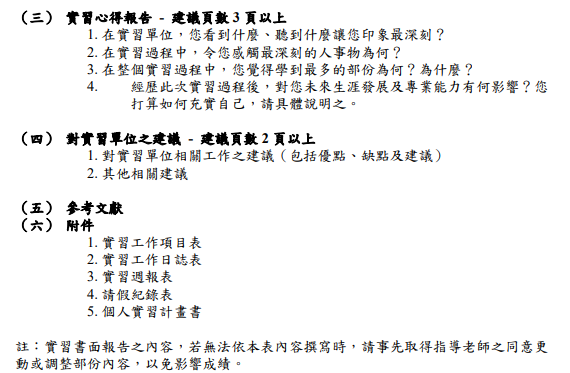 （三） 實習心得報告 - 建議頁數 3 頁以上
1. 在實習單位，您看到什麼、聽到什麼讓您印象最深刻？
2. 在實習過程中，令您感觸最深刻的人事物為何？
3. 在整個實習過程中，您覺得學到最多的部份為何？為什麼？
4. 經歷此次實習過程後，對您未來生涯發展及專業能力有何影響？您
打算如何充實自己，請具體說明之。
（四） 對實習單位之建議 - 建議頁數 2 頁以上
1. 對實習單位相關工作之建議（包括優點、缺點及建議）
2. 其他相關建議
（五） 參考文獻
（六） 附件
1. 實習工作項目表
2. 實習工作日誌表
3. 實習週報表
4. 請假紀錄表
5. 個人實習計畫書
註：實習書面報告之內容，若無法依本表內容撰寫時，請事先取得指導老師之同意更
動或調整部份內容，以免影響成績。